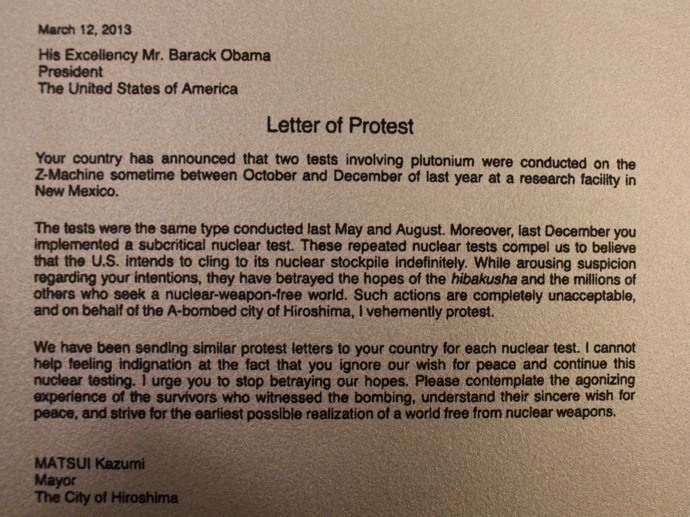 March 12, 2013
His Excellency Mr. Barack Obama
President
The United States of America
Letter of Protest
Your country has announced that two tests involving plutonium were conducted on the
Z-Machine sometime between October and December of last year at a research facility in
New Mexico.
The tests were the same type conducted last May and August. Moreover, last December you
implemented a subcritical nuclear test. These repeated nuclear tests compel us to believe
that the U.S. intends to cling to its nuclear stockpile indefinitely. While arousing suspicion
regarding your intentions, they have betrayed the hopes of the hibakusha and the millions of
others who seek a nuclear-weapon-free world. Such actions are completely unacceptable,
and on behalf of the A-bombed city of Hiroshima, I vehemently protest.
We have been sending similar protest letters to your country for each nuclear test. I cannot
help feeling indignation at the fact that you ignore our wish for peace and continue this
nuclear testing. I urge you to stop betraying our hopes. Please contemplate the agonizing
experience of the survivors who witnessed the bombing, understand their sincere wish for
peace, and strive for the earliest possible realization of a world free from nuclear weapons.
MATSUI Kazumi
Mayor
The City of Hiroshima